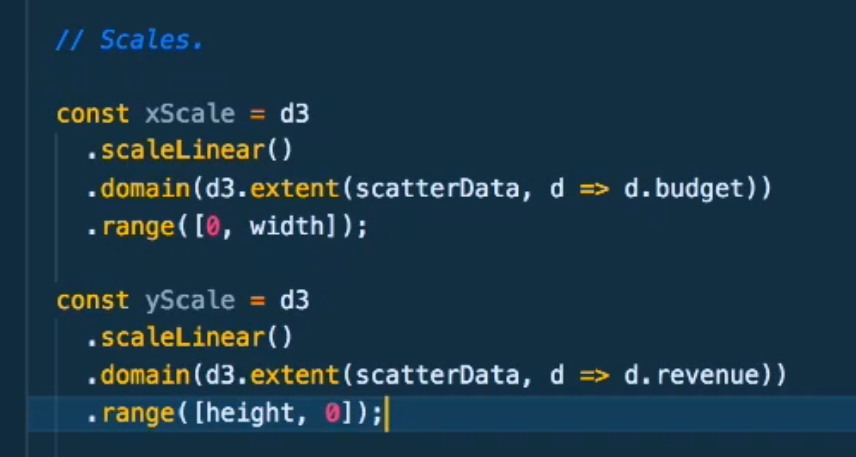 // Scales.
const xScale = d3
.scaleLinear()
.domain(d3.extent(scatterData, d => d.budget))
.range([0, width]);
const yScale = d3
.scaleLinear()
.domain(d3.extent(scatterData, d => d.revenue))
.range([height, 0]);